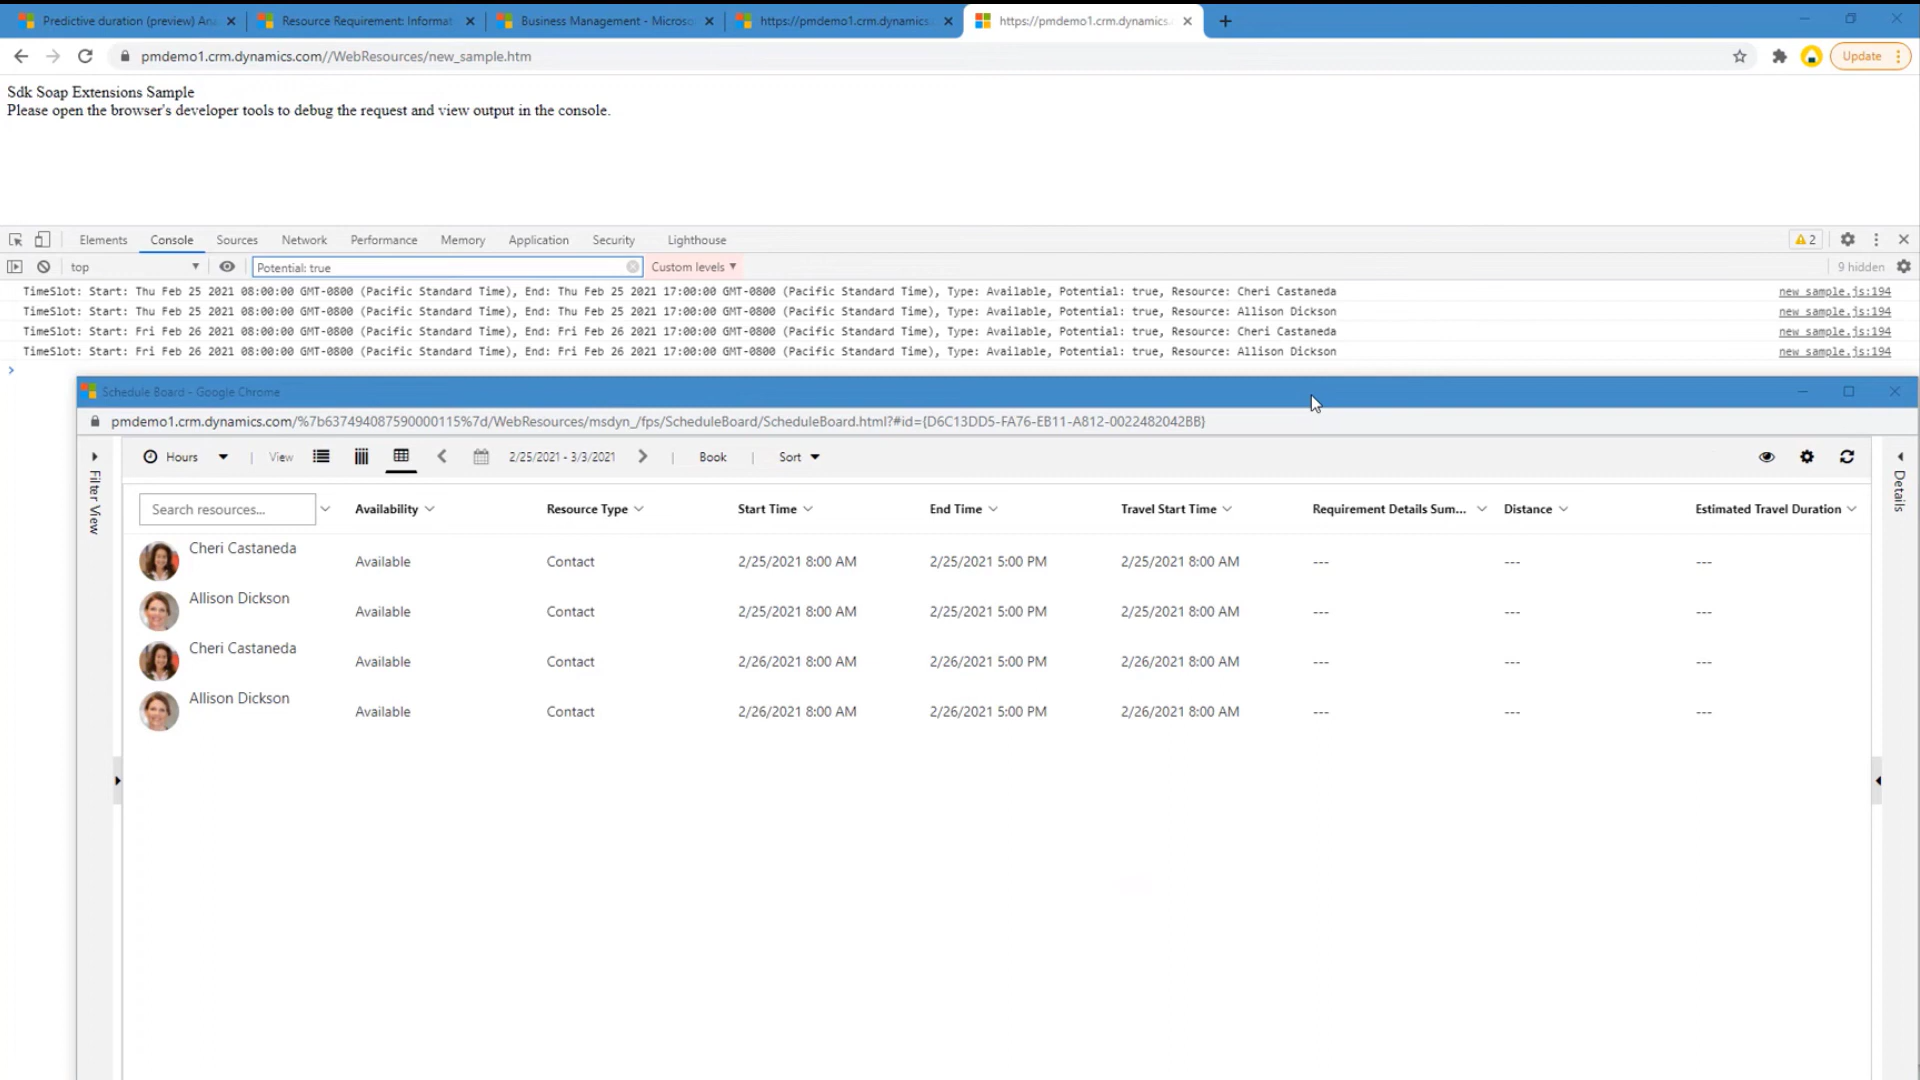 Predictive duration (preview) An
Resource Requirement: Informat
Business Management - Microso
https://pmdemo1.crm.dynamics.
https://pmdemo1.crm.dynamics.
pmdemo1.crm.dynamics.com//WebResources/new_sample.htm
Update
Sdk Soap Extensions Sample
Please open the browser's developer tools to debug the request and view output in the console.
Elements Console Sources Network Performance Memory Application Security Lighthouse
2
top
Potential: true
Custom levels
9 hidden
TimeSlot: Start: Thu Feb 25 2021 08:00:00 GMT-0800 (Pacific Standard Time), End: Thu Feb 25 2021 17:00:00 GMT-0800 (Pacific Standard Time), Type: Available, Potential: true, Resource: Cheri Castaneda new_sample.js:194
TimeSlot: Start: Thu Feb 25 2021 08:00:00 GMT-0800 (Pacific Standard Time), End: Thu Feb 25 2021 17:00:00 GMT-0800 (Pacific Standard Time), Type: Available, Potential: true, Resource: Allison Dickson new_sample.js:194
TimeSlot: Start: Fri Feb 26 2021 08:00:00 GMT-0800 (Pacific Standard Time), End: Fri Feb 26 2021 17:00:00 GMT-0800 (Pacific Standard Time), Type: Available, Potential: true, Resource: Cheri Castaneda new_sample.js:194
TimeSlot: Start: Fri Feb 26 2021 08:00:00 GMT-0800 (Pacific Standard Time), End: Fri Feb 26 2021 17:00:00 GMT-0800 (Pacific Standard Time), Type: Available, Potential: true, Resource: Allison Dickson new_sample.js:194
Schedule Board - Google Chrome
pmdemo1.crm.dynamics.com/%7b637494087590000115%7d/WebResources/msdyn_/fps/ScheduleBoard/ScheduleBoard.html?#id={D6C13DD5-FA76-EB11-A812-0022482042BB}
Filter View
Hours View 2/25/2021 - 3/3/2021 Book Sort
Details
Search resources... Availability Resource Type Start Time End Time Travel Start Time Requirement Details Sum... Distance Estimated Travel Duration
Cheri Castaneda Available Contact 2/25/2021 8:00 AM 2/25/2021 5:00 PM 2/25/2021 8:00 AM --- --- ---
Allison Dickson Available Contact 2/25/2021 8:00 AM 2/25/2021 5:00 PM 2/25/2021 8:00 AM --- --- ---
Cheri Castaneda Available Contact 2/26/2021 8:00 AM 2/26/2021 5:00 PM 2/26/2021 8:00 AM --- --- ---
Allison Dickson Available Contact 2/26/2021 8:00 AM 2/26/2021 5:00 PM 2/26/2021 8:00 AM --- --- ---